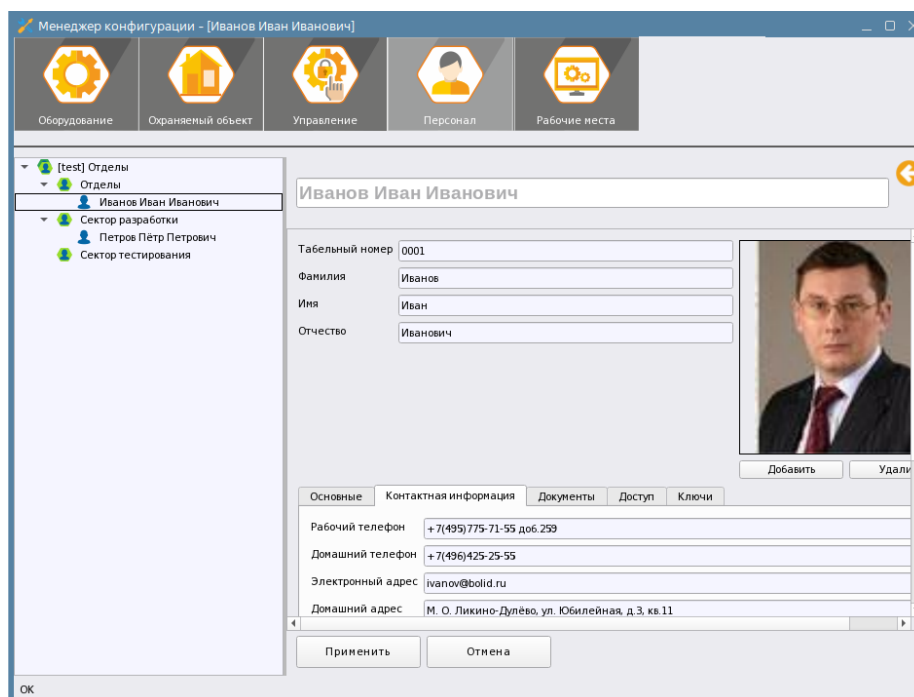 Менеджер конфигурации - [Иванов Иван Иванович]
Оборудование
Охраняемый объект
Управление
Персонал
Рабочие места
[test] Отделы
Отделы
Иванов Иван Иванович
Сектор разработки
Петров Пётр Петрович
Сектор тестирования
Иванов Иван Иванович
Табельный номер 0001
Фамилия Иванов
Имя Иван
Отчество Иванович
Добавить Удали
Основные Контактная информация Документы Доступ Ключи
Рабочий телефон +7(495)775-71-55 доб.259
Домашний телефон +7(496)425-25-55
Электронный адрес ivanov@bolid.ru
Домашний адрес М. О. Ликино-Дулёво, ул. Юбилейная, д.3, кв.11
Применить Отмена
OK